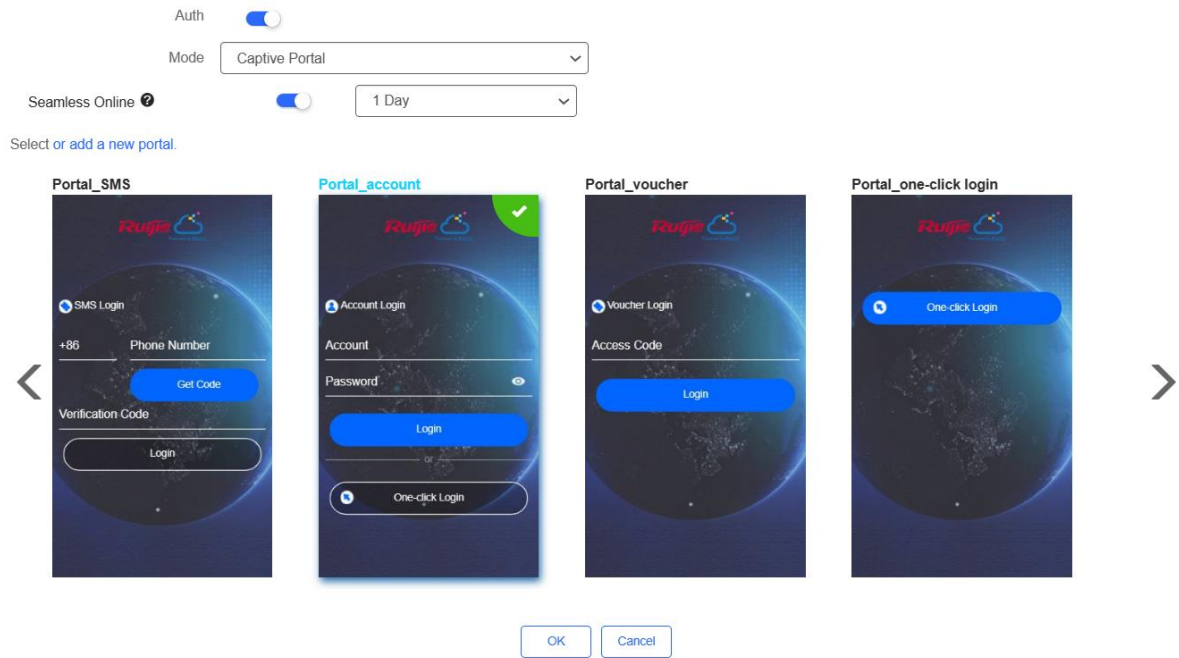 Auth
Mode Captive Portal
Seamless Online ? 1 Day
Select or add a new portal.
Portal_SMS
Ruijie
SMS Login
+86 Phone Number
Get Code
Verification Code
Login
Portal_account
Ruijie
Account Login
Account
Password
Login
or
One-click Login
Portal_voucher
Ruijie
Voucher Login
Access Code
Login
Portal_one-click login
Ruijie
One-click Login
OK Cancel